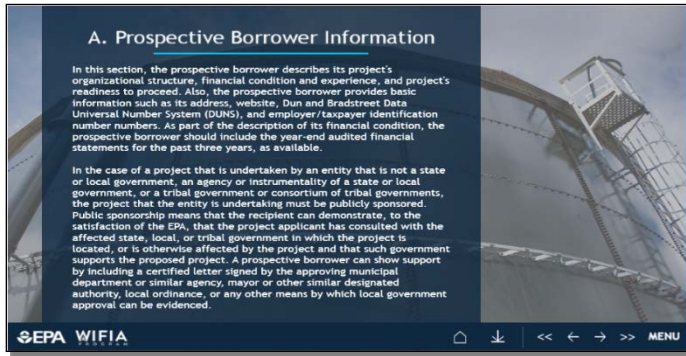 A. Prospective Borrower Information
In this section, the prospective borrower describes its project's
organizational structure, financial condition and experience, and project's
readiness to proceed. Also, the prospective borrower provides basic
information such as its address, website, Dun and Bradstreet Data
Universal Number System (DUNS), and employer/taxpayer identification
number numbers. As part of the description of its financial condition, the
prospective borrower should include the year-end audited financial
statements for the past three years, as available.
In the case of a project that is undertaken by an entity that is not a state
or local government, an agency or instrumentality of a state or local
government, or a tribal government or consortium of tribal governments,
the project that the entity is undertaking must be publicly sponsored.
Public sponsorship means that the recipient can demonstrate, to the
satisfaction of the EPA, that the project applicant has consulted with the
affected state, local, or tribal government in which the project is
located, or is otherwise affected by the project and that such government
supports the proposed project. A prospective borrower can show support
by including a certified letter signed by the approving municipal
department or similar agency, mayor or other similar designated
authority, local ordinance, or any other means by which local government
approval can be evidenced.
EPA WIFIA
PROGRAM
<< ← → >> MENU